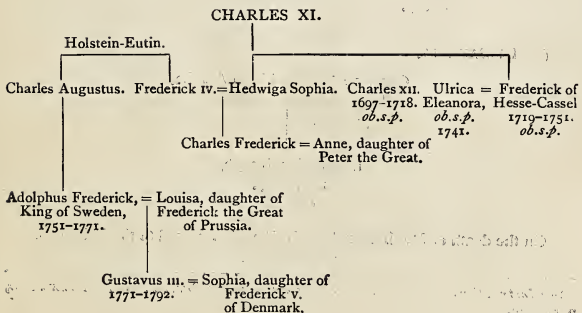 CHARLES XI.
Holstein-Eutin.
Charles Augustus. Frederick IV.=Hedwiga Sophia. Charles XII. Ulrica = Frederick of
1697–1718. Eleanora, Hesse-Cassel
ob.s.p. ob.s.p. 1719–1751.
1741. ob.s.p.
Charles Frederick = Anne, daughter of
Peter the Great.
Adolphus Frederick, = Louisa, daughter of
King of Sweden, Frederick the Great
1751–1771. of Prussia.
Gustavus III. = Sophia, daughter of
1771–1792. Frederick V.
of Denmark.